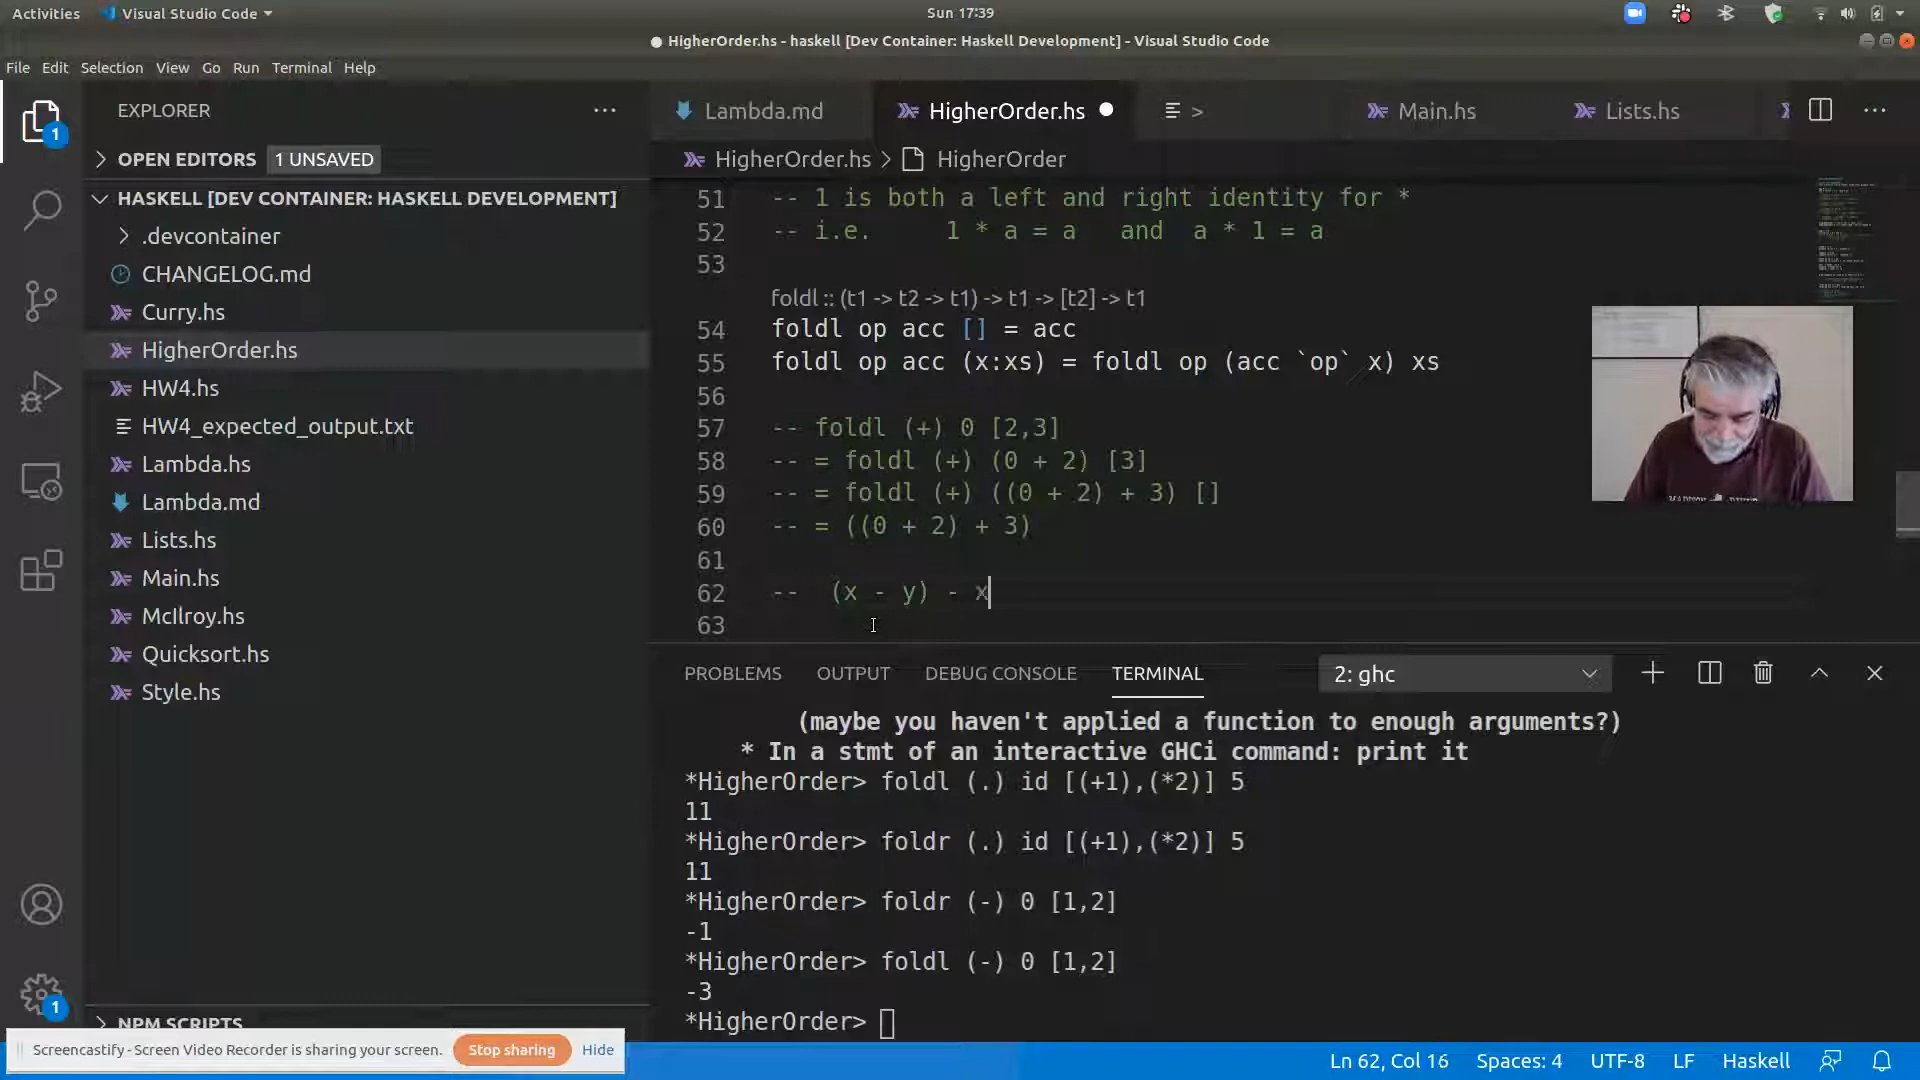 Activities
Visual Studio Code
Sun 17:39
● HigherOrder.hs - haskell [Dev Container: Haskell Development] - Visual Studio Code
File Edit Selection View Go Run Terminal Help
1
EXPLORER
OPEN EDITORS 1 UNSAVED
HASKELL [DEV CONTAINER: HASKELL DEVELOPMENT]
.devcontainer
CHANGELOG.md
Curry.hs
HigherOrder.hs
HW4.hs
HW4_expected_output.txt
Lambda.hs
Lambda.md
Lists.hs
Main.hs
McIlroy.hs
Quicksort.hs
Style.hs
NPM SCRIPTS
1
Lambda.md HigherOrder.hs > Main.hs Lists.hs
HigherOrder.hs > HigherOrder
51 -- 1 is both a left and right identity for *
52 -- i.e. 1 * a = a and a * 1 = a
53
foldl :: (t1 -> t2 -> t1) -> t1 -> [t2] -> t1
54 foldl op acc [] = acc
55 foldl op acc (x:xs) = foldl op (acc `op` x) xs
56
57 -- foldl (+) 0 [2,3]
58 -- = foldl (+) (0 + 2) [3]
59 -- = foldl (+) ((0 + 2) + 3) []
60 -- = ((0 + 2) + 3)
61
62 -- (x - y) - x
63
PROBLEMS OUTPUT DEBUG CONSOLE TERMINAL 2: ghc
(maybe you haven't applied a function to enough arguments?)
* In a stmt of an interactive GHCi command: print it
*HigherOrder> foldl (.) id [(+1),(*2)] 5
11
*HigherOrder> foldr (.) id [(+1),(*2)] 5
11
*HigherOrder> foldr (-) 0 [1,2]
-1
*HigherOrder> foldl (-) 0 [1,2]
-3
*HigherOrder>
Screencastify - Screen Video Recorder is sharing your screen. Stop sharing Hide
Ln 62, Col 16 Spaces: 4 UTF-8 LF Haskell